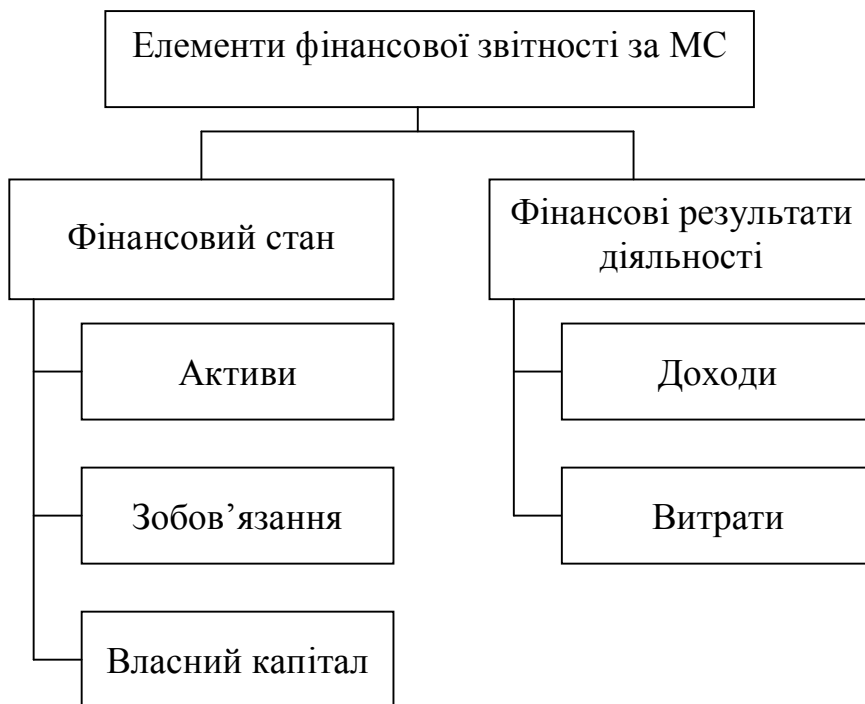 Елементи фінансової звітності за МС
Фінансовий стан
Активи
Зобов’язання
Власний капітал
Фінансові результати
діяльності
Доходи
Витрати